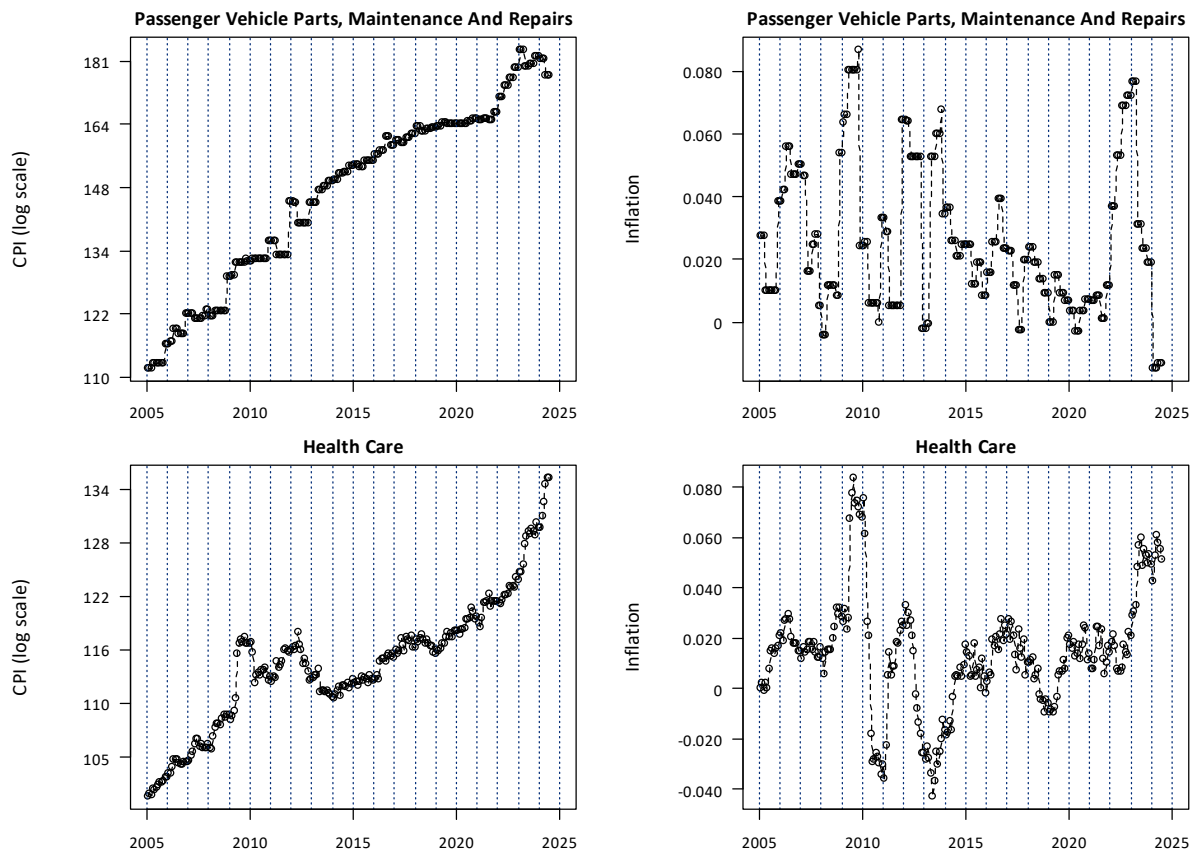 Passenger Vehicle Parts, Maintenance And Repairs
CPI (log scale)
181
164
148
134
122
110
2005 2010 2015 2020 2025
Passenger Vehicle Parts, Maintenance And Repairs
Inflation
0.080
0.060
0.040
0.020
0
2005 2010 2015 2020 2025
Health Care
CPI (log scale)
134
128
122
116
110
105
2005 2010 2015 2020 2025
Health Care
Inflation
0.080
0.060
0.040
0.020
0
-0.020
-0.040
2005 2010 2015 2020 2025